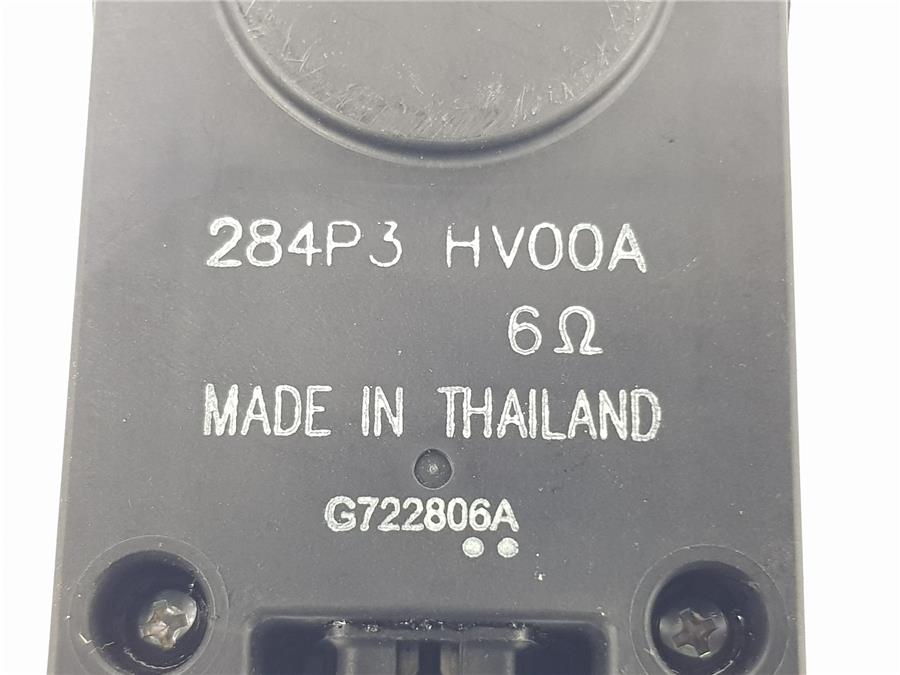 284P3 HV00A
6Ω
MADE IN THAILAND
G722806A